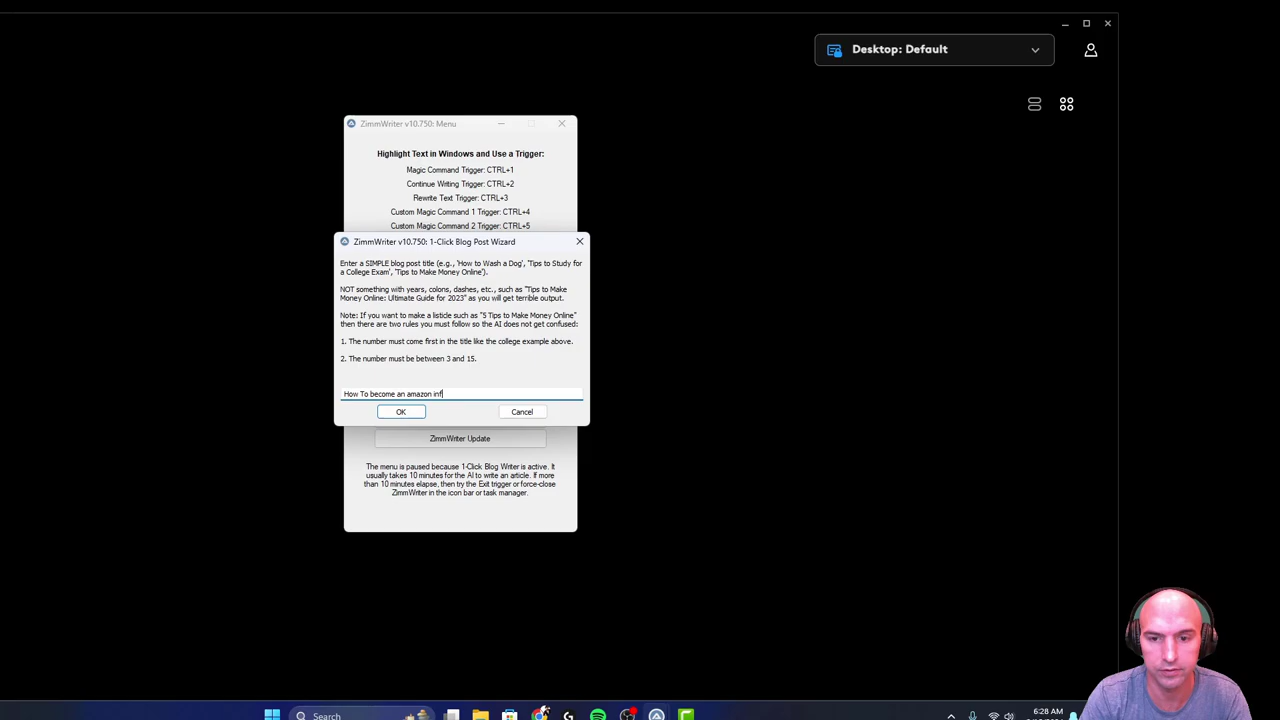 Desktop: Default
ZimmWriter v10.750: Menu
Highlight Text in Windows and Use a Trigger:
Magic Command Trigger: CTRL+1
Continue Writing Trigger: CTRL+2
Rewrite Text Trigger: CTRL+3
Custom Magic Command 1 Trigger: CTRL+4
Custom Magic Command 2 Trigger: CTRL+5
ZimmWriter v10.750: 1-Click Blog Post Wizard
Enter a SIMPLE blog post title (e.g., 'How to Wash a Dog', 'Tips to Study for
a College Exam', 'Tips to Make Money Online').
NOT something with years, colons, dashes, etc., such as "Tips to Make
Money Online: Ultimate Guide for 2023" as you will get terrible output.
Note: If you want to make a listicle such as "5 Tips to Make Money Online"
then there are two rules you must follow so the AI does not get confused:
1. The number must come first in the title like the college example above.
2. The number must be between 3 and 15.
How To become an amazon inf
OK
Cancel
ZimmWriter Update
The menu is paused because 1-Click Blog Writer is active. It
usually takes 10 minutes for the AI to write an article. If more
than 10 minutes elapse, then try the Exit trigger or force-close
ZimmWriter in the icon bar or task manager.
Search
6:28 AM